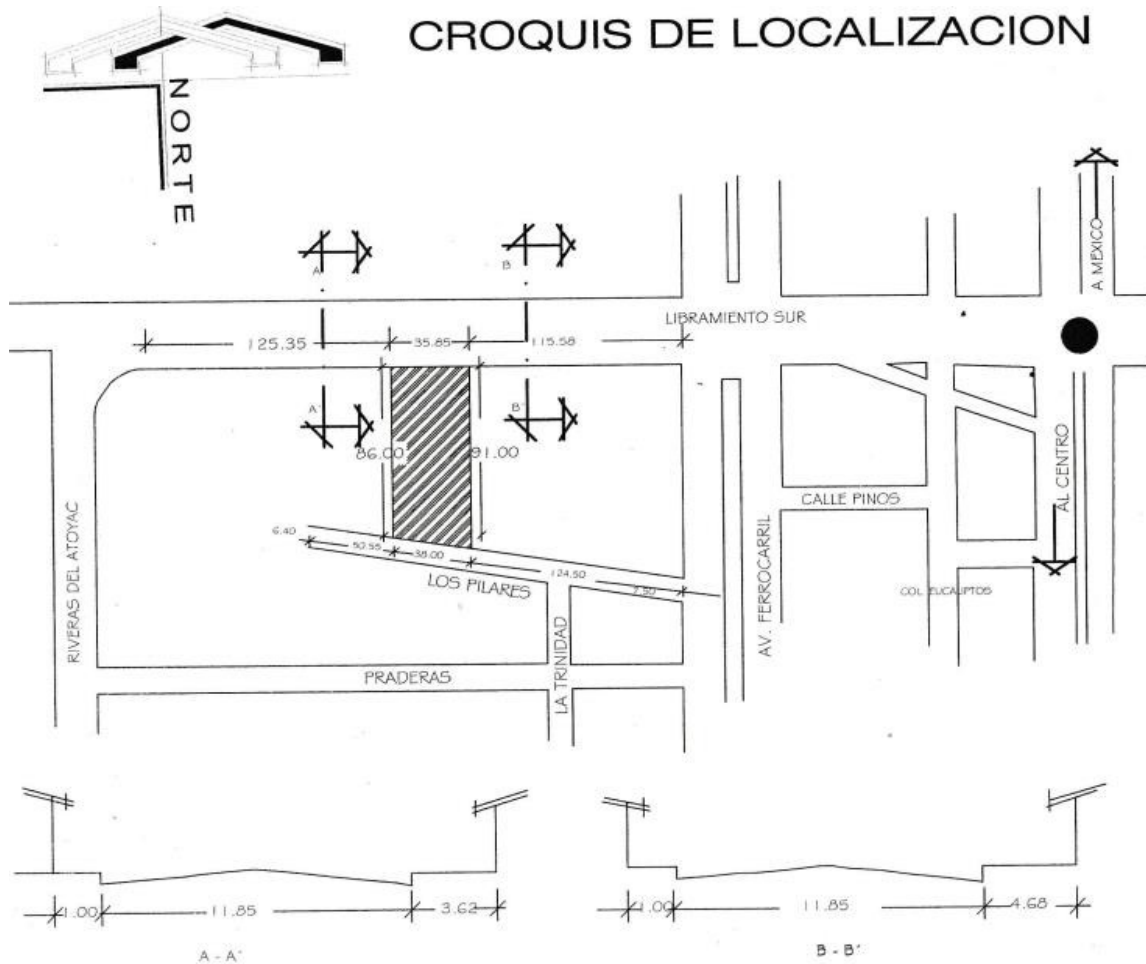 CROQUIS DE LOCALIZACION
NORTE
A MEXICO
A
B
LIBRAMIENTO SUR
125.35
35.85
115.58
A'
B'
86.00
91.00
AL CENTRO
CALLE PINOS
RIVERAS DEL ATOYAC
6.40
50.55
38.00
124.50
7.50
LOS PILARES
AV. FERROCARRIL
COL. EUCALIPTOS
LA TRINIDAD
PRADERAS
1.00
11.85
3.62
1.00
11.85
4.68
A - A'
B - B'